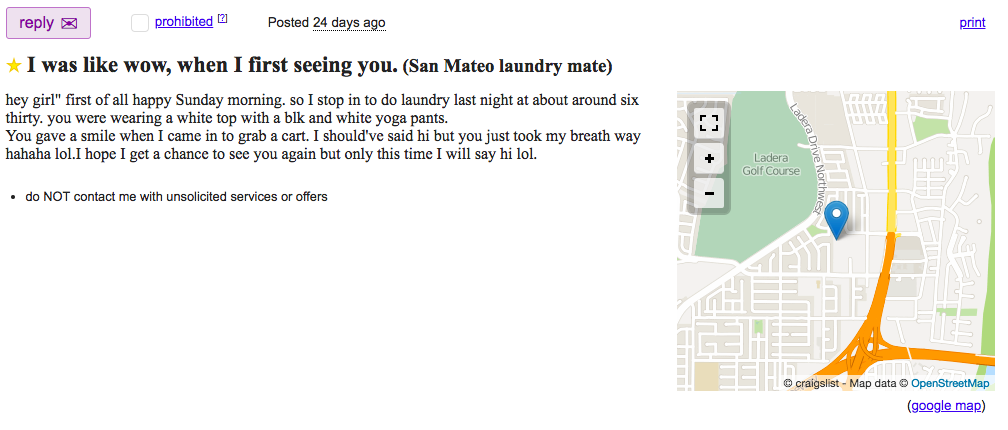 reply prohibited [?] Posted 24 days ago print
I was like wow, when I first seeing you. (San Mateo laundry mate)
hey girl" first of all happy Sunday morning. so I stop in to do laundry last night at about around six
thirty. you were wearing a white top with a blk and white yoga pants.
You gave a smile when I came in to grab a cart. I should've said hi but you just took my breath way
hahaha lol.I hope I get a chance to see you again but only this time I will say hi lol.
• do NOT contact me with unsolicited services or offers
+
−
Ladera Drive Northwest
Ladera
Golf Course
© craigslist - Map data © OpenStreetMap
(google map)